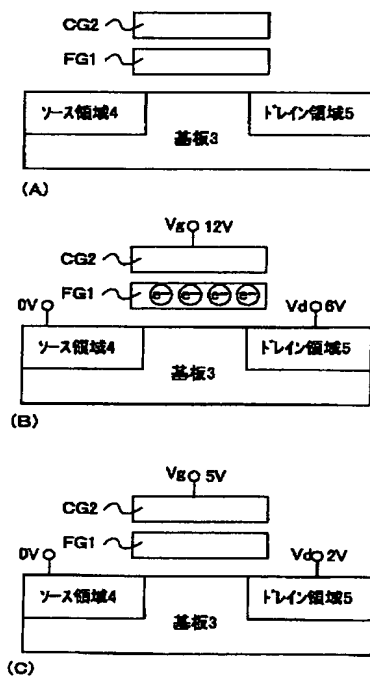 CG2
FG1
ソース領域4
ドレイン領域5
基板3
(A)
Vg 12V
CG2
FG1 e- e- e- e-
0V
Vd 6V
ソース領域4
ドレイン領域5
基板3
(B)
Vg 5V
CG2
FG1
0V
Vd 2V
ソース領域4
ドレイン領域5
基板3
(C)